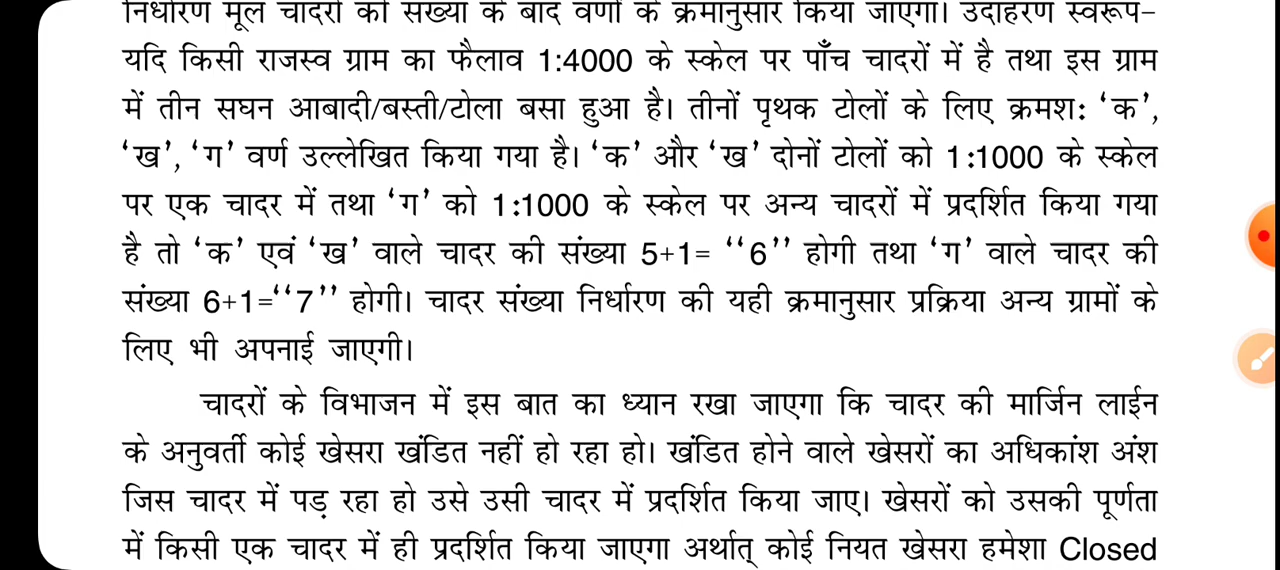 निर्धारण मूल चादरों की संख्या के बाद वर्णों के क्रमानुसार किया जाएगा। उदाहरण स्वरूप-
यदि किसी राजस्व ग्राम का फैलाव 1:4000 के स्केल पर पाँच चादरों में है तथा इस ग्राम
में तीन सघन आबादी/बस्ती/टोला बसा हुआ है। तीनों पृथक टोलों के लिए क्रमश: ‘क’,
‘ख’, ‘ग’ वर्ण उल्लेखित किया गया है। ‘क’ और ‘ख’ दोनों टोलों को 1:1000 के स्केल
पर एक चादर में तथा ‘ग’ को 1:1000 के स्केल पर अन्य चादरों में प्रदर्शित किया गया
है तो ‘क’ एवं ‘ख’ वाले चादर की संख्या 5+1= ‘‘6’’ होगी तथा ‘ग’ वाले चादर की
संख्या 6+1=‘‘7’’ होगी। चादर संख्या निर्धारण की यही क्रमानुसार प्रक्रिया अन्य ग्रामों के
लिए भी अपनाई जाएगी।
चादरों के विभाजन में इस बात का ध्यान रखा जाएगा कि चादर की मार्जिन लाईन
के अनुवर्ती कोई खेसरा खंडित नहीं हो रहा हो। खंडित होने वाले खेसरों का अधिकांश अंश
जिस चादर में पड़ रहा हो उसे उसी चादर में प्रदर्शित किया जाए। खेसरों को उसकी पूर्णता
में किसी एक चादर में ही प्रदर्शित किया जाएगा अर्थात् कोई नियत खेसरा हमेशा Closed